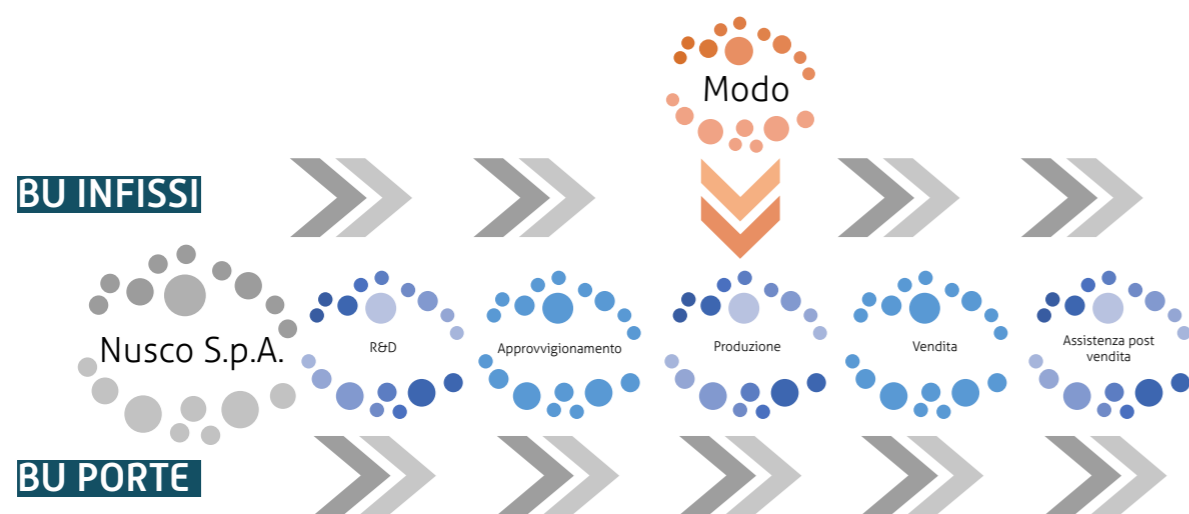 Modo
BU INFISSI
Nusco S.p.A.
R&D
Approvvigionamento
Produzione
Vendita
Assistenza post
vendita
BU PORTE